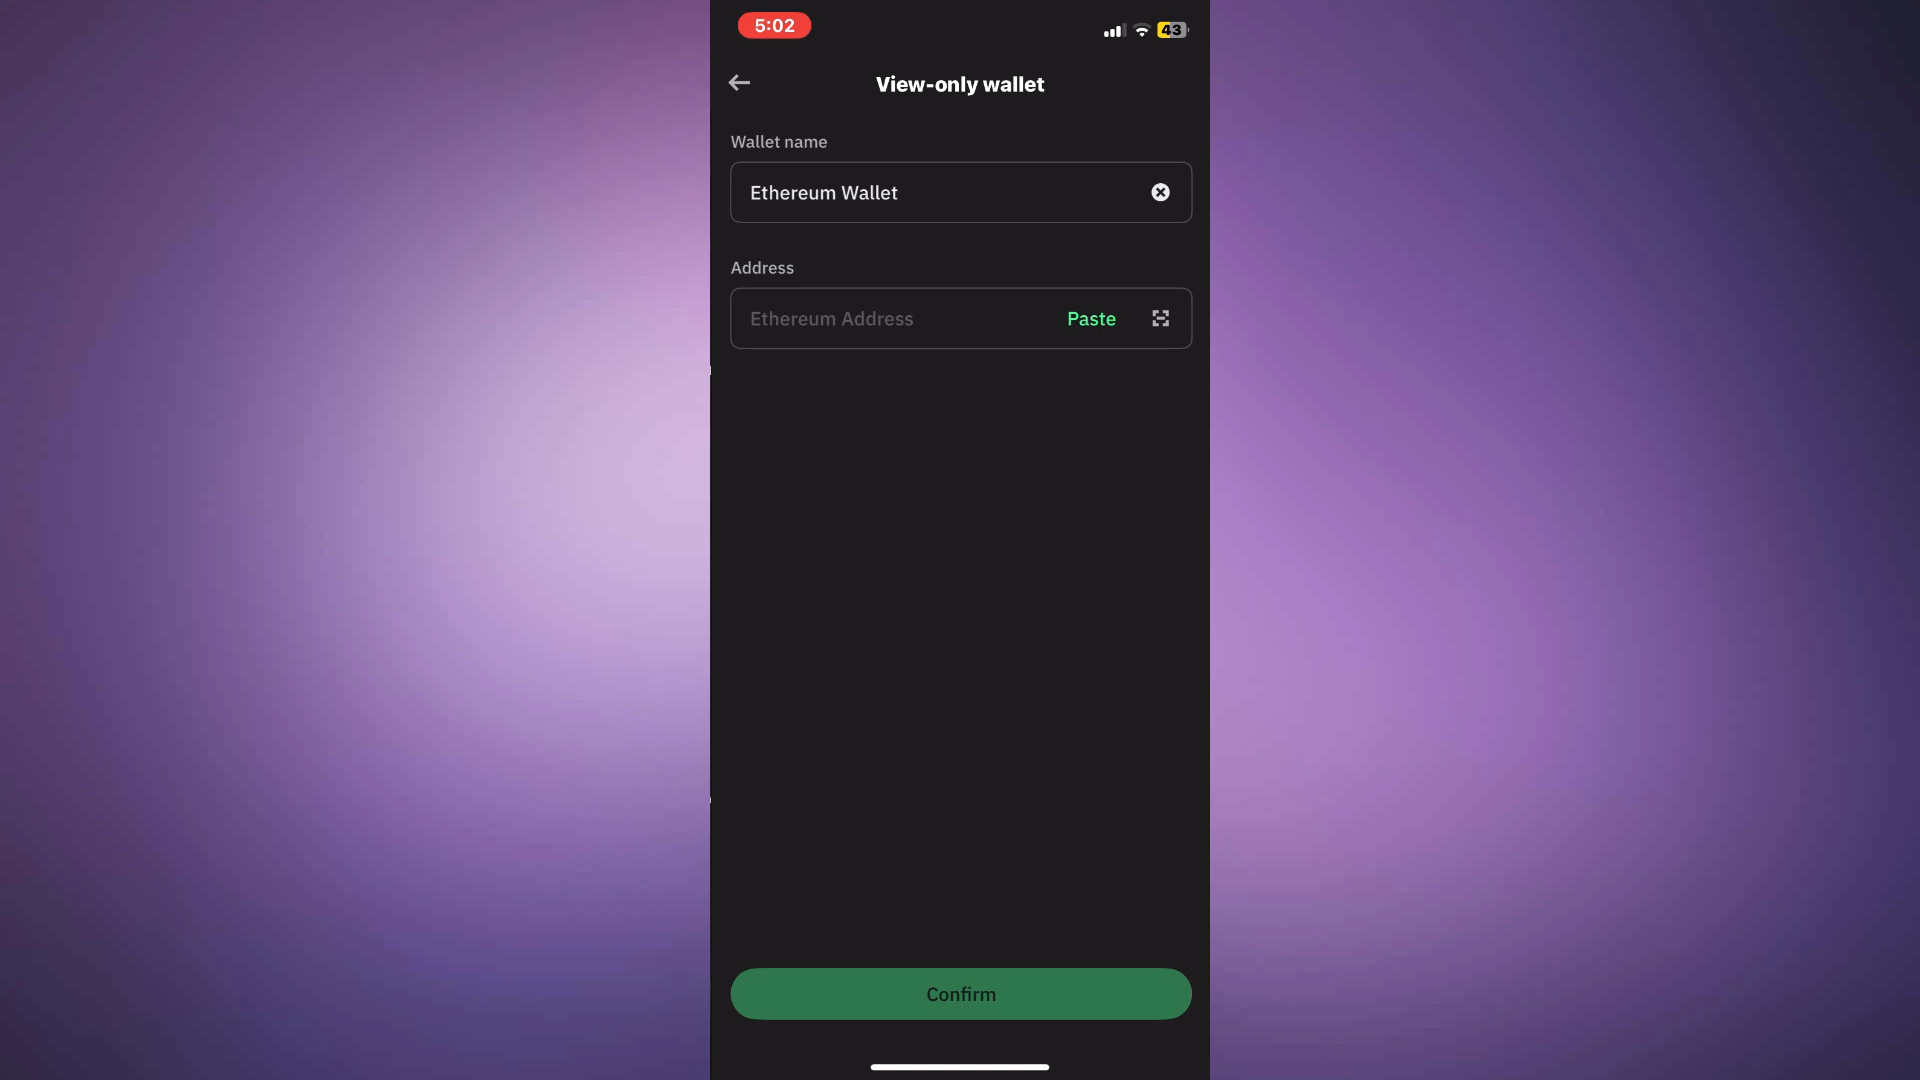 5:02
43
View-only wallet
Wallet name
Ethereum Wallet
Address
Ethereum Address Paste
Confirm